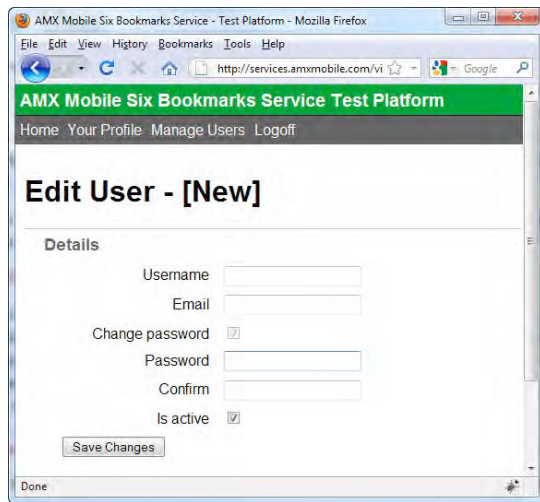 AMX Mobile Six Bookmarks Service - Test Platform - Mozilla Firefox
File Edit View History Bookmarks Tools Help
http://services.amxmobile.com/vi Google
AMX Mobile Six Bookmarks Service Test Platform
Home Your Profile Manage Users Logoff
Edit User - [New]
Details
Username
Email
Change password
Password
Confirm
Is active
Save Changes
Done